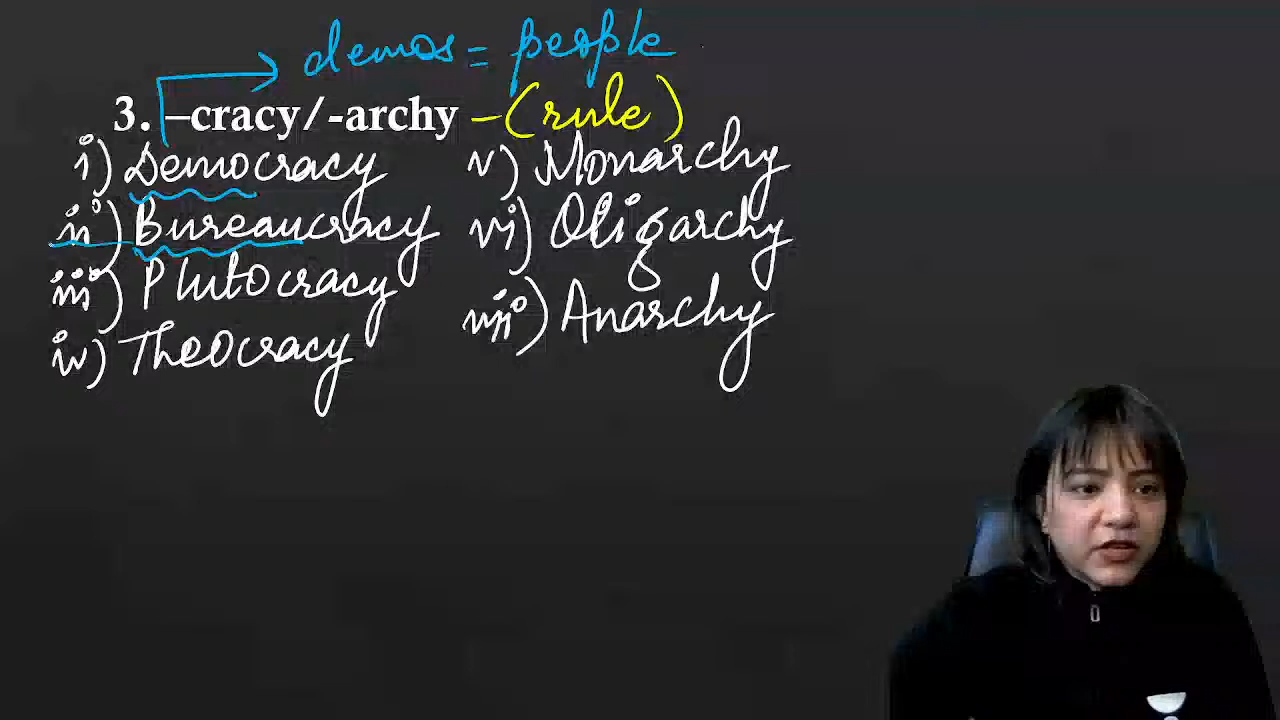 demos = people
3. –cracy/-archy – (rule)
i) Democracy
ii) Bureaucracy
iii) Plutocracy
iv) Theocracy
v) Monarchy
vi) Oligarchy
vii) Anarchy